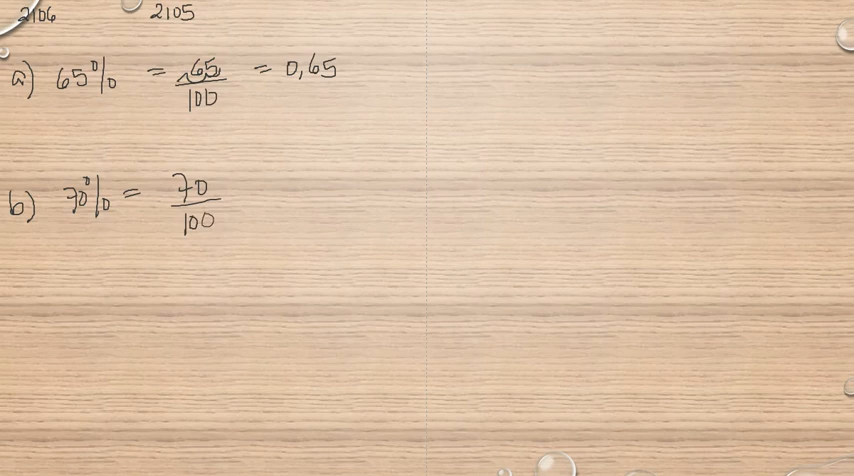 2106 2105
a) 65% = 65/100 = 0,65
b) 70% = 70/100